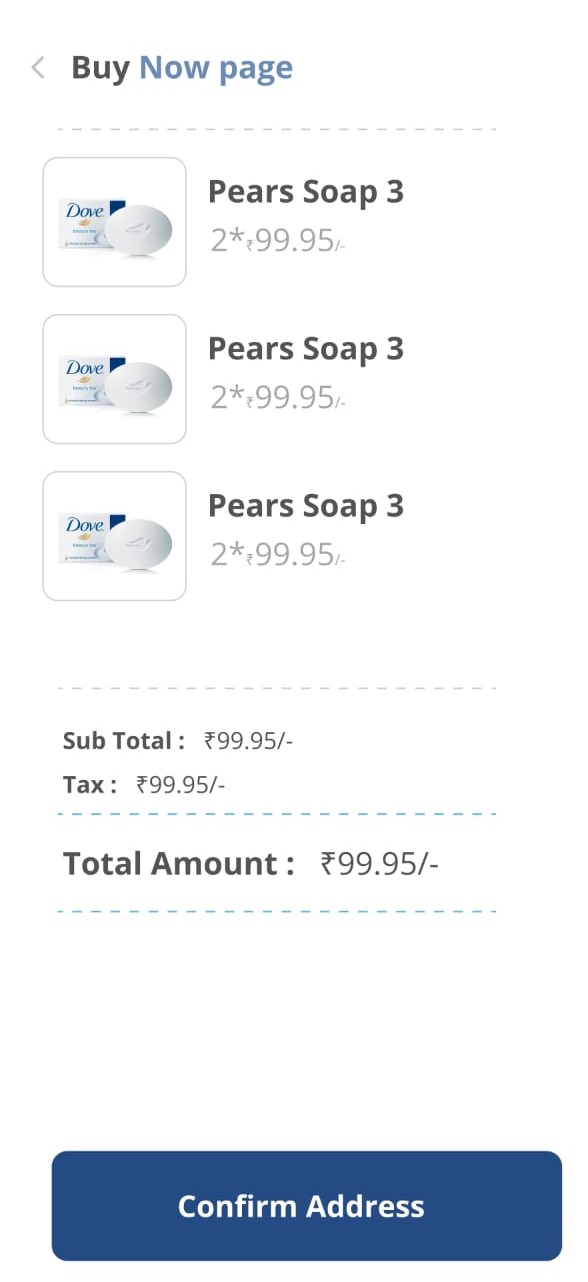 Buy Now page
Pears Soap 3
2*₹99.95/-
Dove
Pears Soap 3
2*₹99.95/-
Dove
Pears Soap 3
2*₹99.95/-
Dove
Sub Total : ₹99.95/-
Tax : ₹99.95/-
Total Amount : ₹99.95/-
Confirm Address